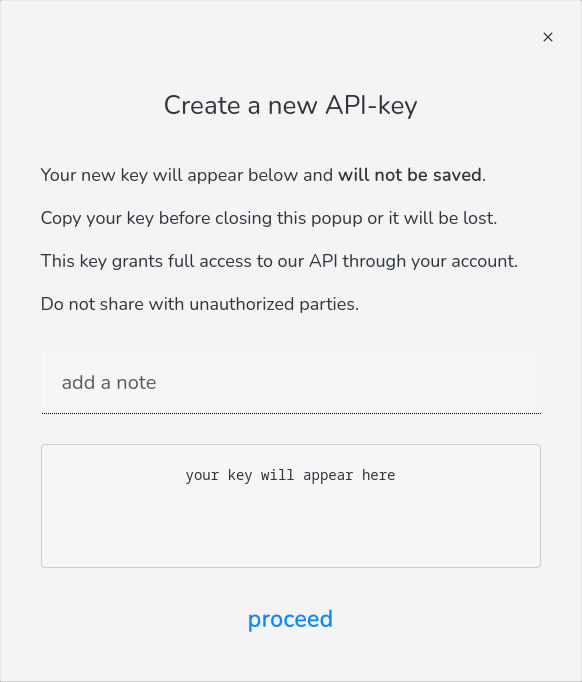 ×
Create a new API-key
Your new key will appear below and will not be saved.
Copy your key before closing this popup or it will be lost.
This key grants full access to our API through your account.
Do not share with unauthorized parties.
add a note
your key will appear here
proceed